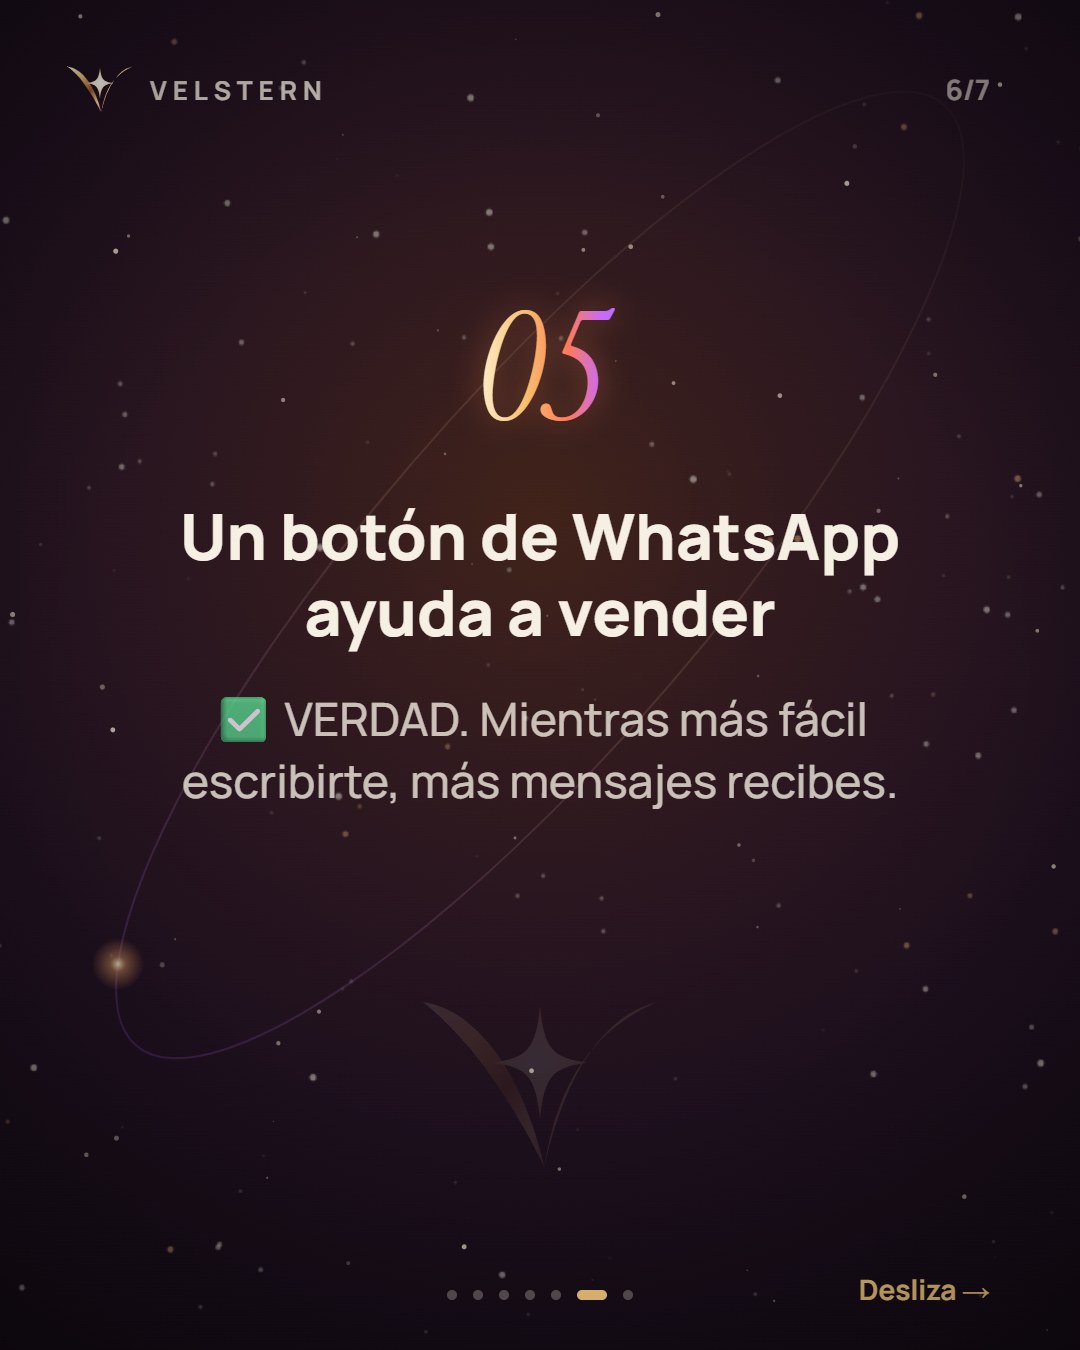 VELSTERN
6/7
05
Un botón de WhatsApp
ayuda a vender
✅ VERDAD. Mientras más fácil
escribirte, más mensajes recibes.
Desliza →